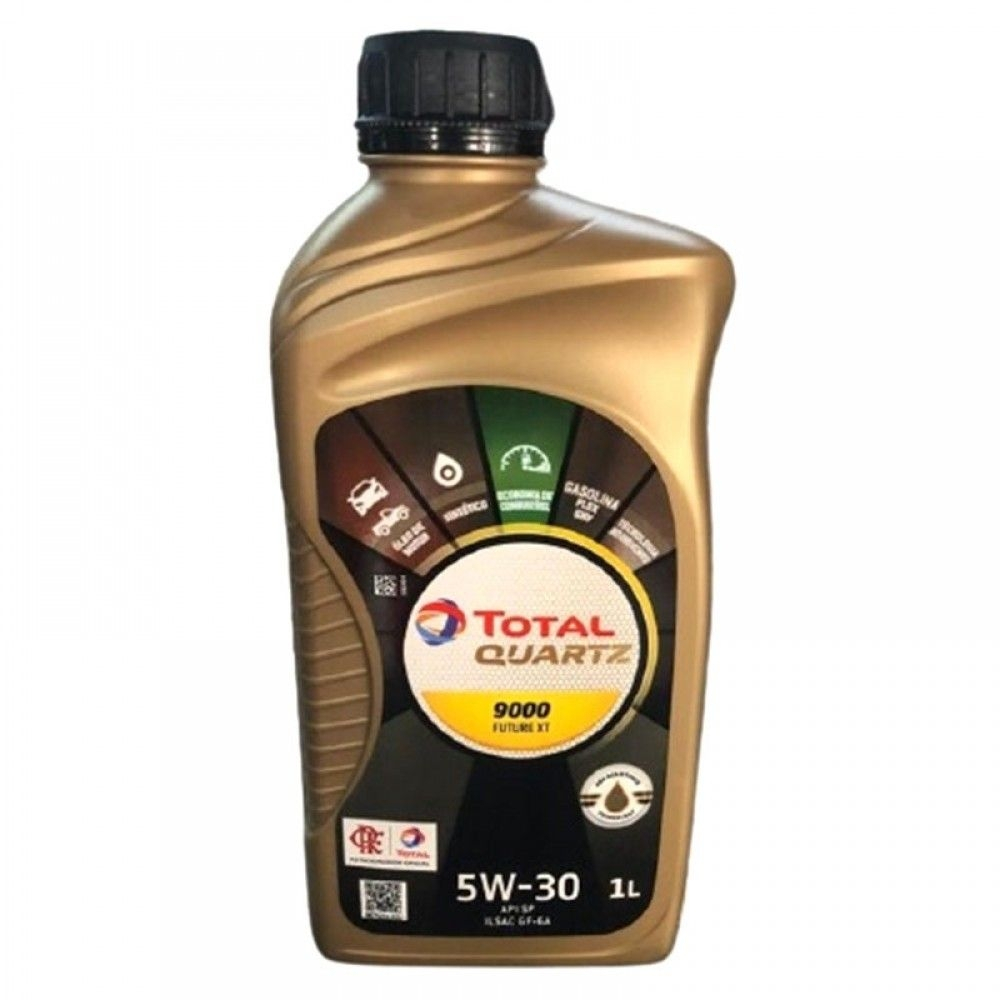 ÓLEO DE
MOTOR
SINTÉTICO
ECONOMIA DE
COMBUSTÍVEL
GASOLINA
FLEX
GNV
TECNOLOGIA
TOTAL
QUARTZ
9000
FUTURE XT
TOTAL
5W-30
1L
API SP
ILSAC GF-6A